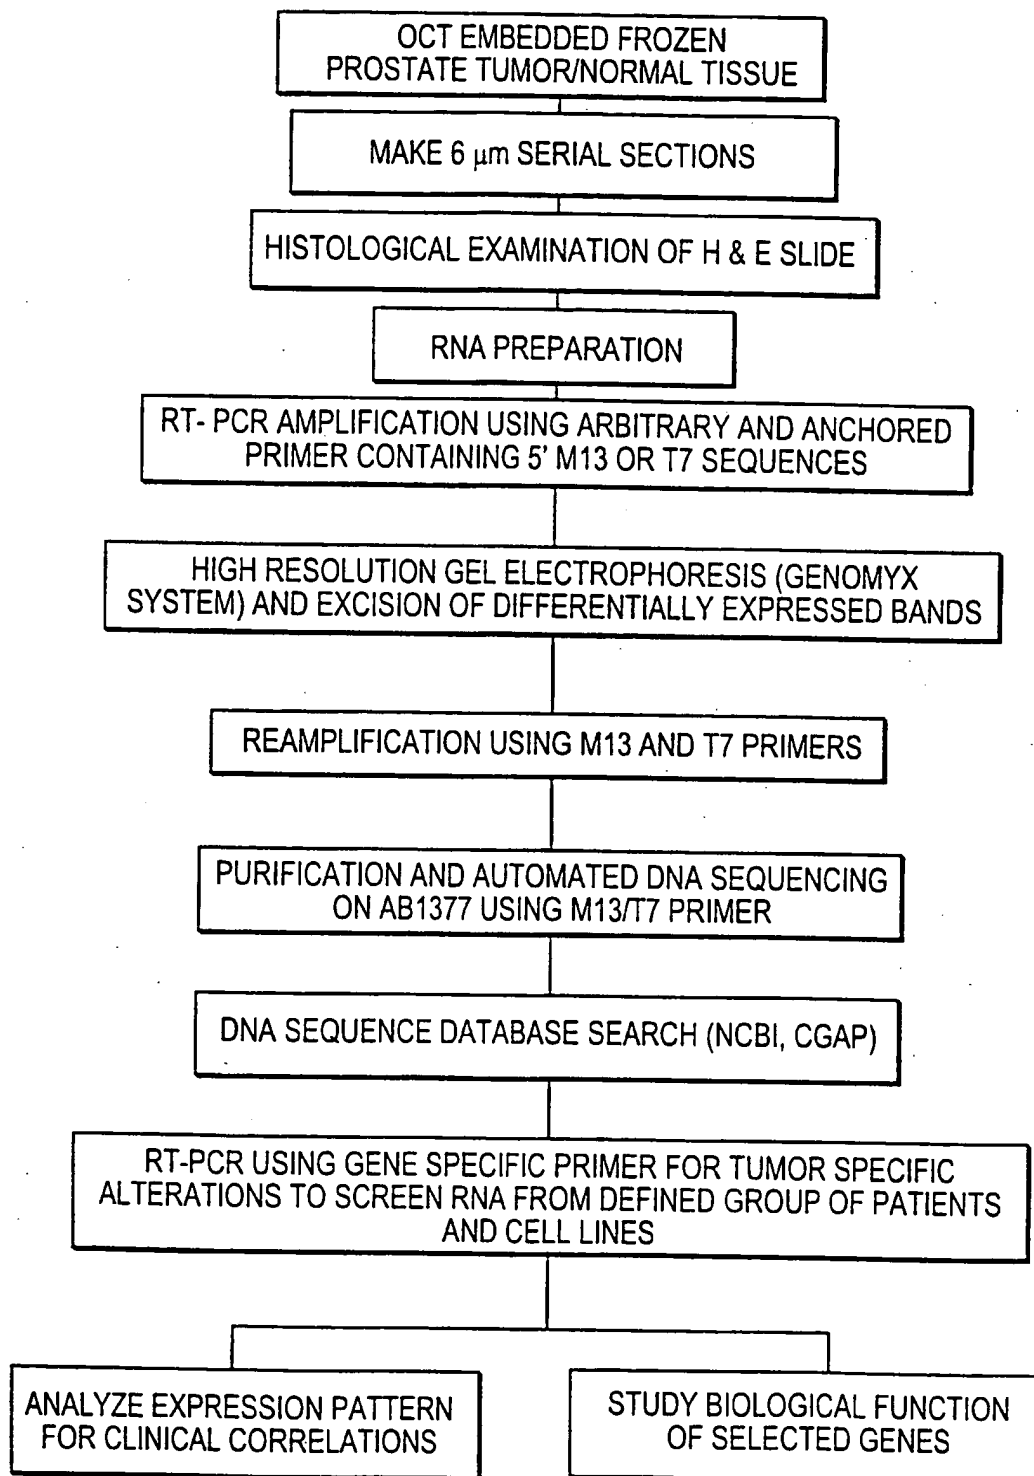 OCT EMBEDDED FROZEN
PROSTATE TUMOR/NORMAL TISSUE
MAKE 6 µm SERIAL SECTIONS
HISTOLOGICAL EXAMINATION OF H & E SLIDE
RNA PREPARATION
RT- PCR AMPLIFICATION USING ARBITRARY AND ANCHORED
PRIMER CONTAINING 5' M13 OR T7 SEQUENCES
HIGH RESOLUTION GEL ELECTROPHORESIS (GENOMYX
SYSTEM) AND EXCISION OF DIFFERENTIALLY EXPRESSED BANDS
REAMPLIFICATION USING M13 AND T7 PRIMERS
PURIFICATION AND AUTOMATED DNA SEQUENCING
ON AB1377 USING M13/T7 PRIMER
DNA SEQUENCE DATABASE SEARCH (NCBI, CGAP)
RT-PCR USING GENE SPECIFIC PRIMER FOR TUMOR SPECIFIC
ALTERATIONS TO SCREEN RNA FROM DEFINED GROUP OF PATIENTS
AND CELL LINES
ANALYZE EXPRESSION PATTERN
FOR CLINICAL CORRELATIONS
STUDY BIOLOGICAL FUNCTION
OF SELECTED GENES